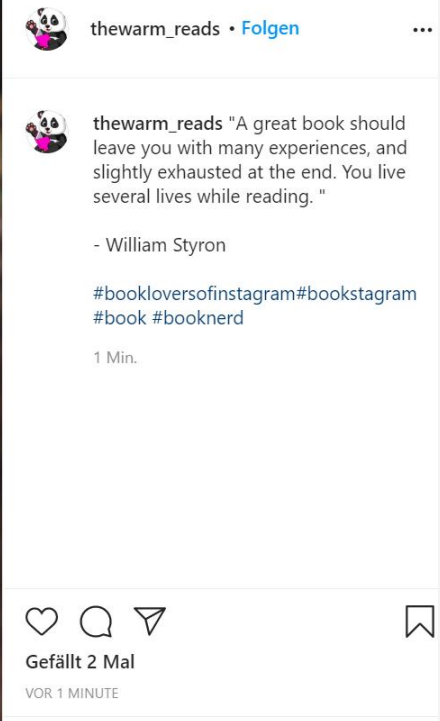 thewarm_reads • Folgen
thewarm_reads "A great book should
leave you with many experiences, and
slightly exhausted at the end. You live
several lives while reading. "
- William Styron
#bookloversofinstagram#bookstagram
#book #booknerd
1 Min.
Gefällt 2 Mal
VOR 1 MINUTE